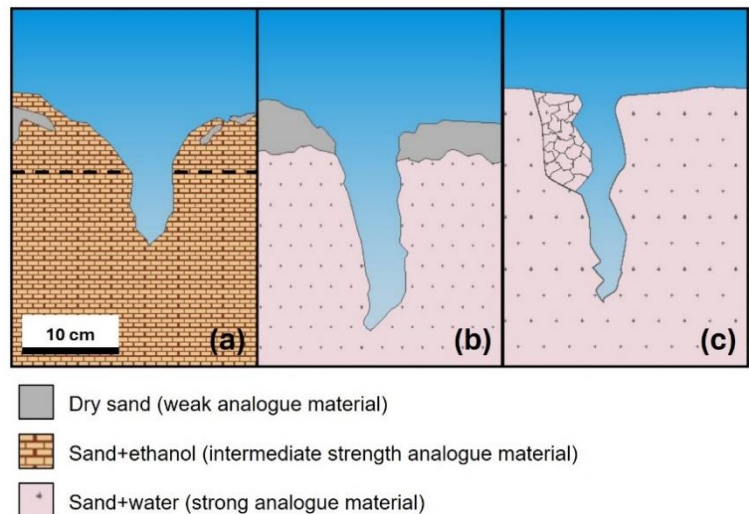 10 cm
(a)
(b)
(c)
Dry sand (weak analogue material)
Sand+ethanol (intermediate strength analogue material)
Sand+water (strong analogue material)